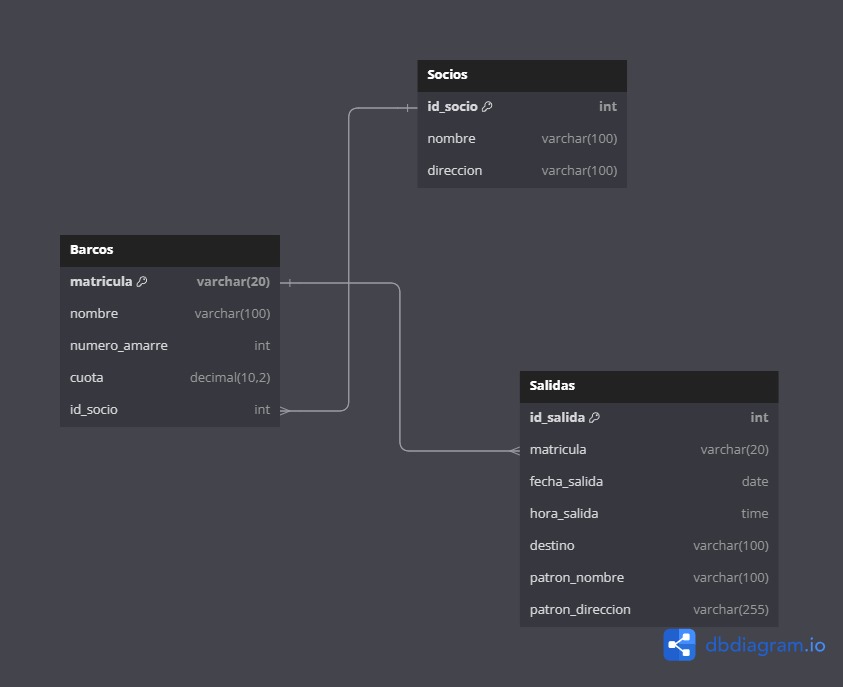 Socios
id_socio int
nombre varchar(100)
direccion varchar(100)
Barcos
matricula varchar(20)
nombre varchar(100)
numero_amarre int
cuota decimal(10,2)
id_socio int
Salidas
id_salida int
matricula varchar(20)
fecha_salida date
hora_salida time
destino varchar(100)
patron_nombre varchar(100)
patron_direccion varchar(255)
dbdiagram.io